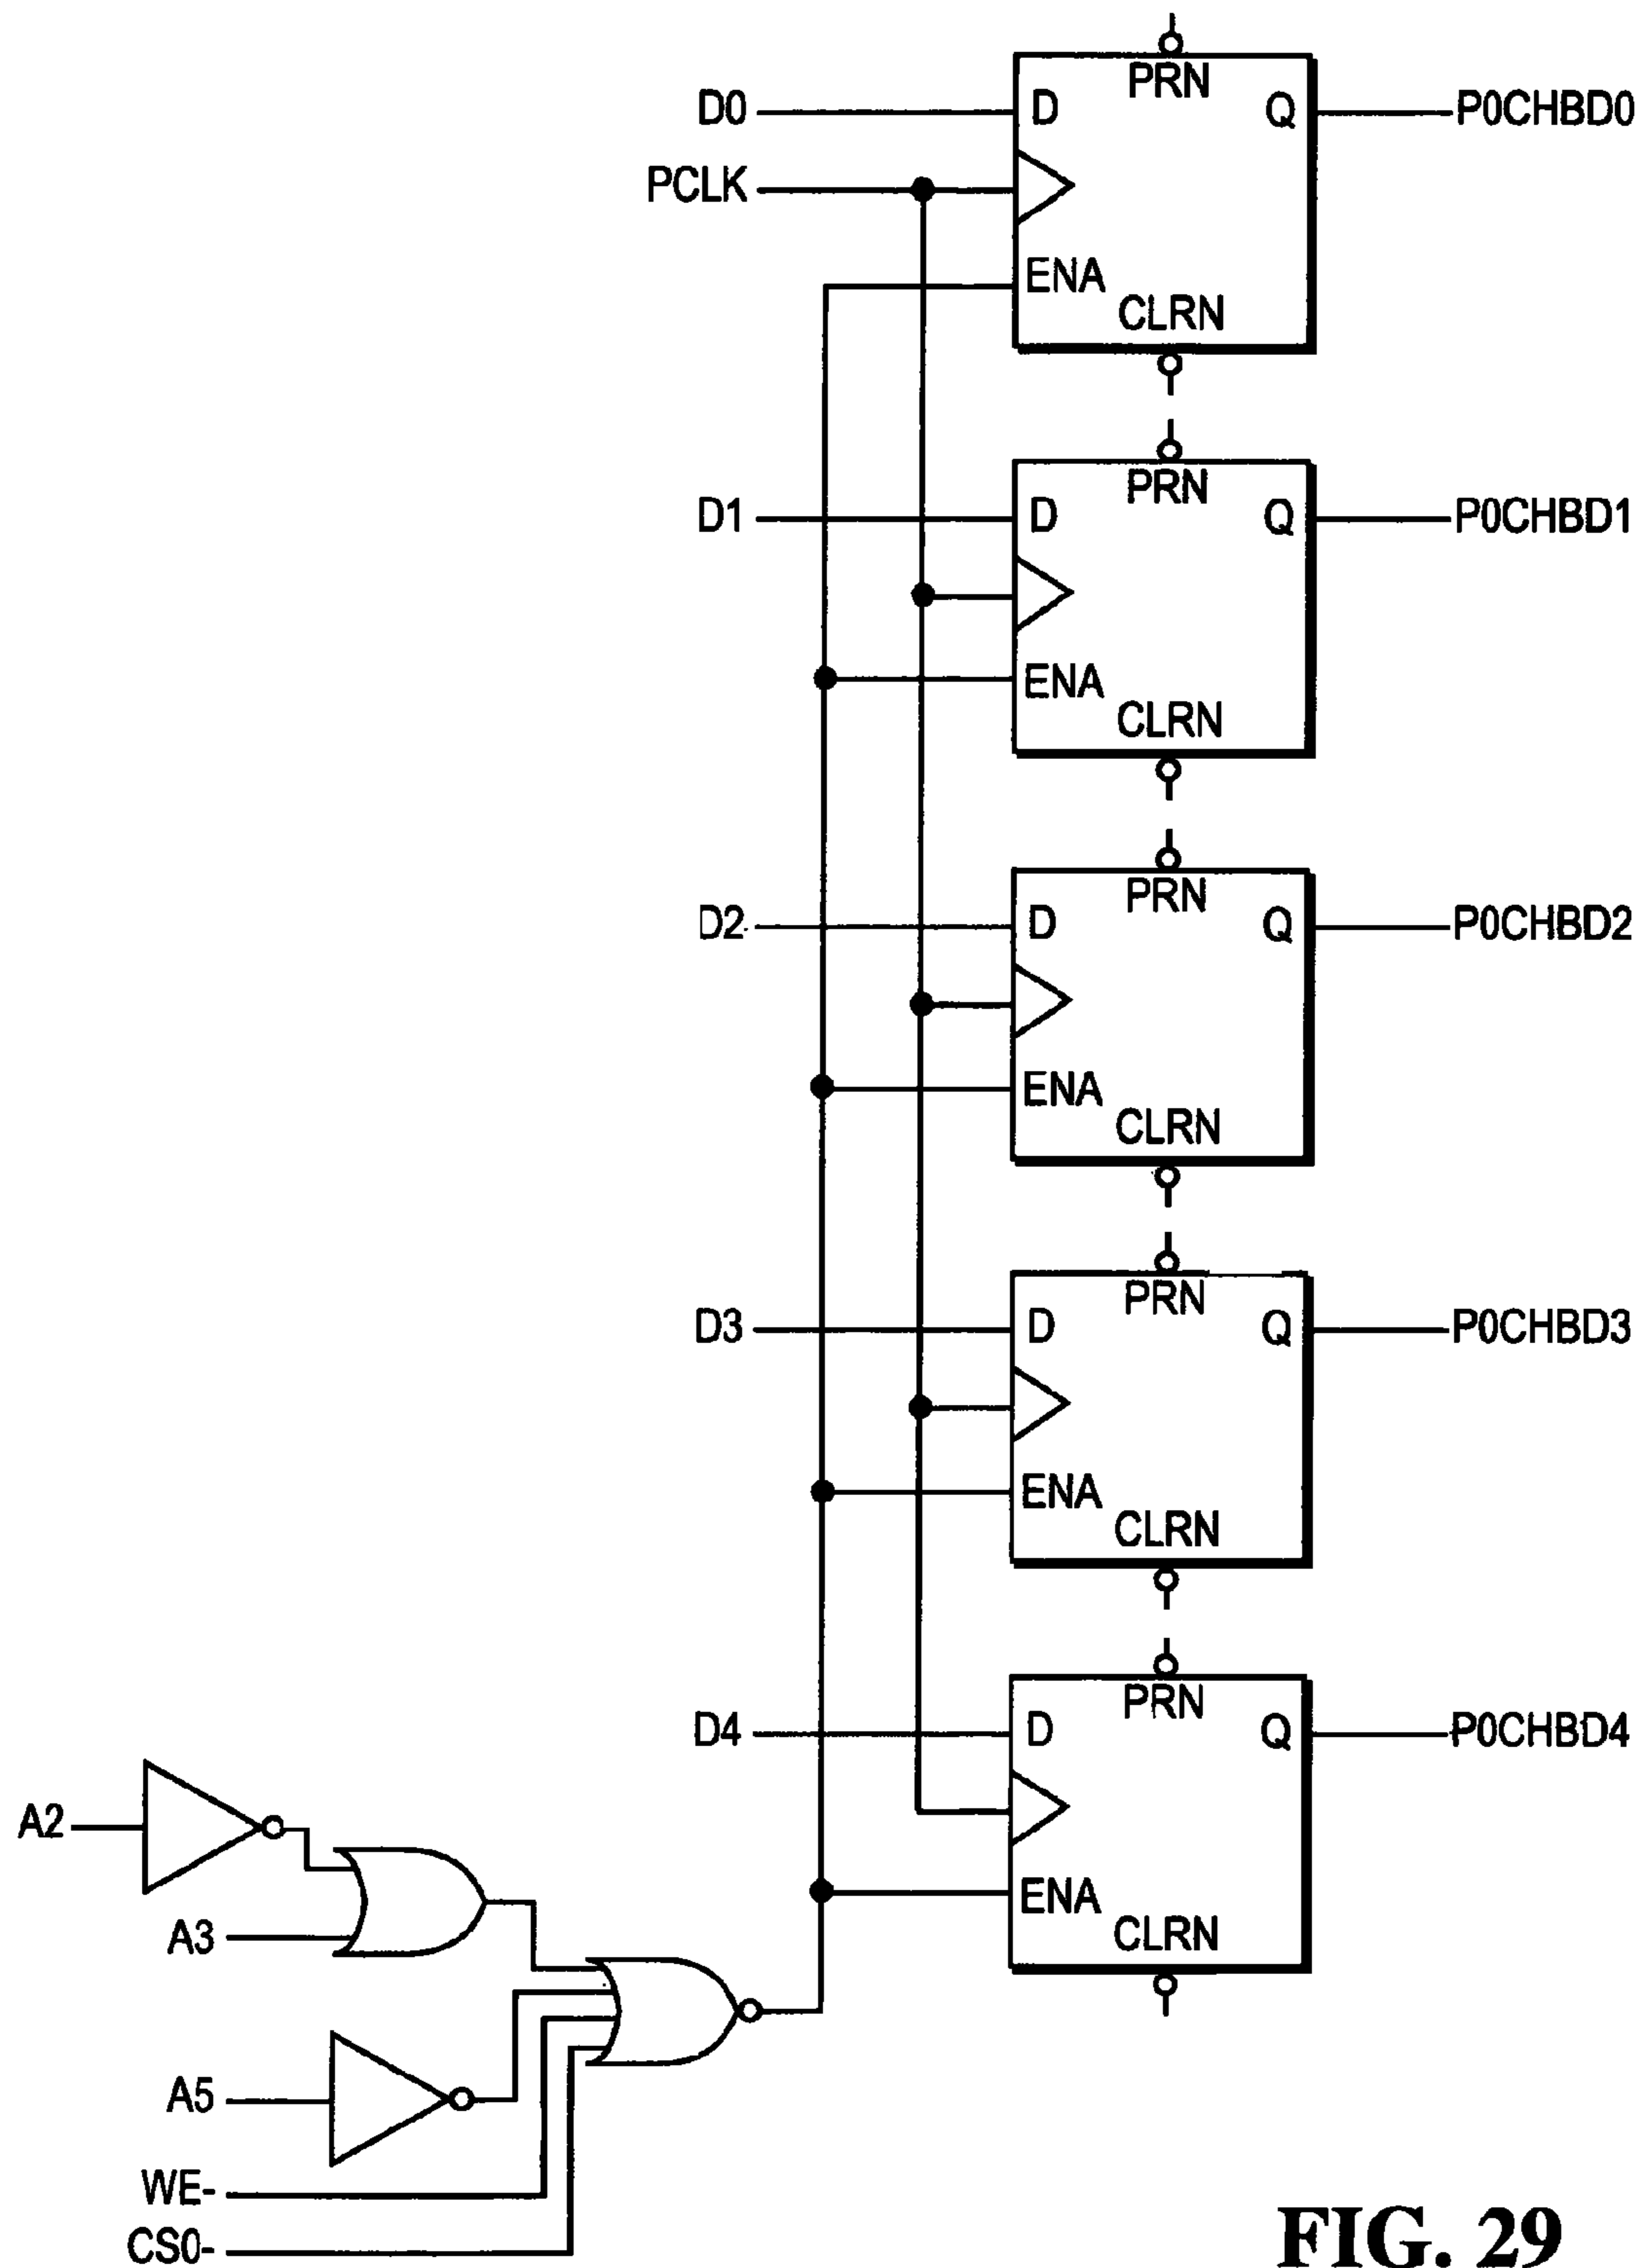 PRN
D0
D
Q
P0CHBD0
PCLK
ENA
CLRN
PRN
D1
D
Q
P0CHBD1
ENA
CLRN
PRN
D2
D
Q
P0CHBD2
ENA
CLRN
PRN
D3
D
Q
P0CHBD3
ENA
CLRN
PRN
D4
D
Q
P0CHBD4
A2
ENA
CLRN
A3
A5
WE-
CS0-
FIG. 29